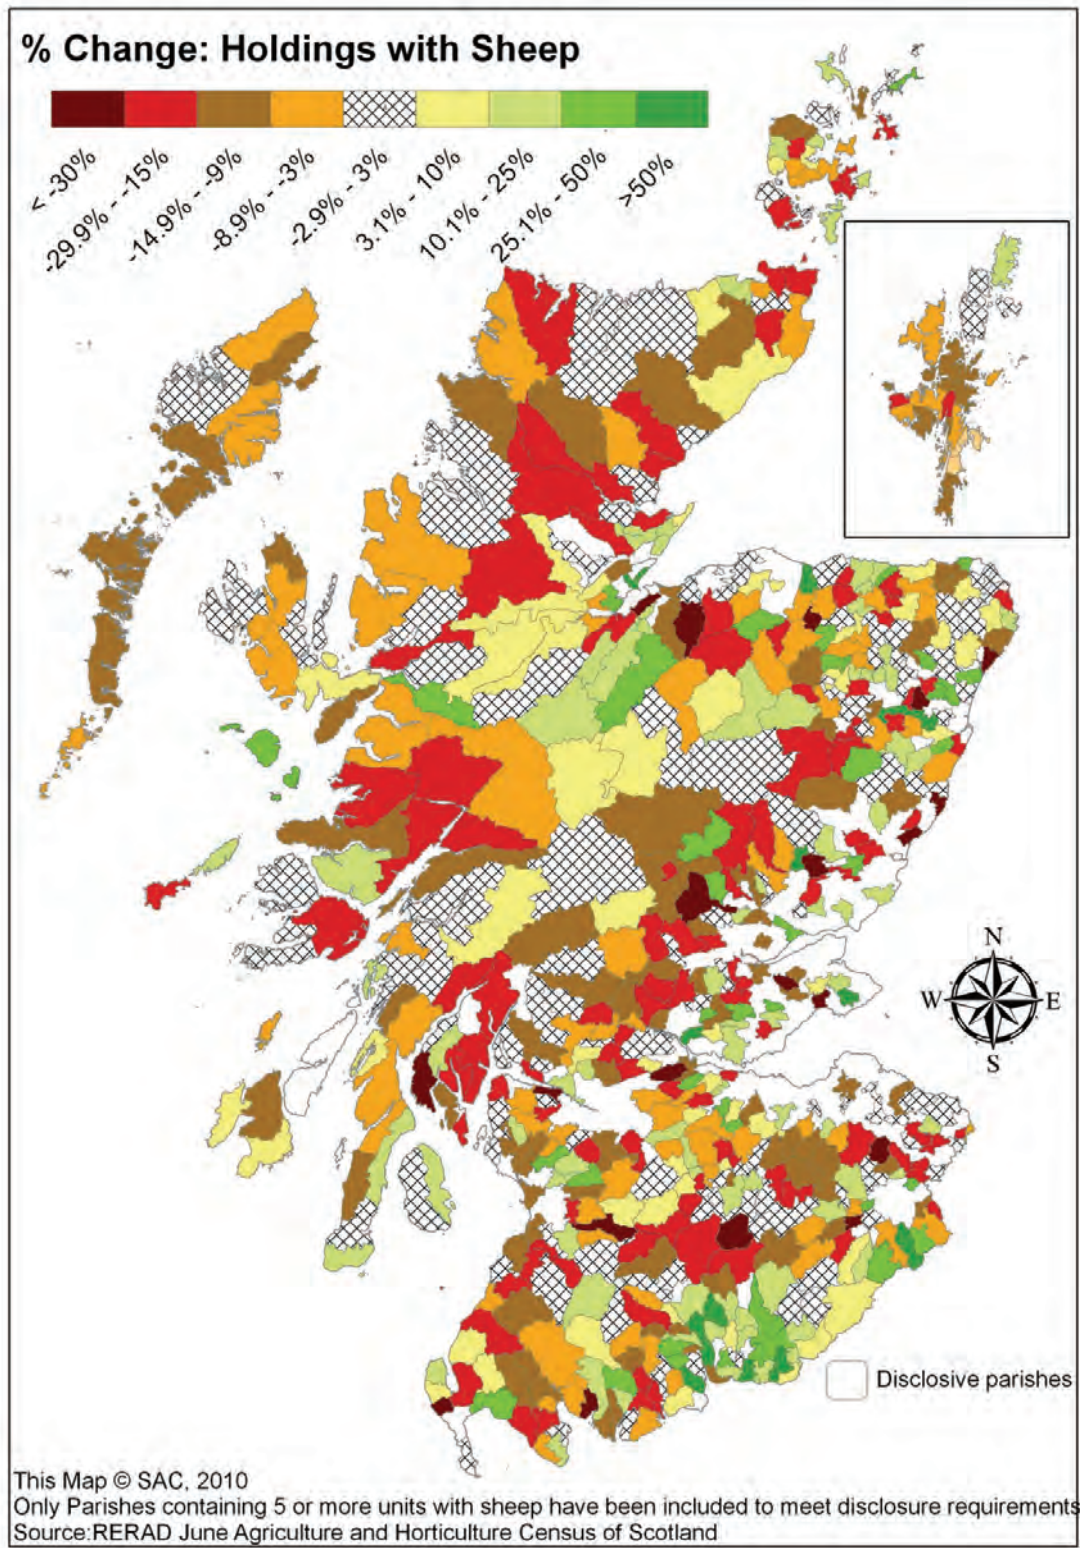 % Change: Holdings with Sheep
< -30%
-29.9% - -15%
-14.9% - -9%
-8.9% - -3%
-2.9% - 3%
3.1% - 10%
10.1% - 25%
25.1% - 50%
>50%
N
W E
S
Disclosive parishes
This Map © SAC, 2010
Only Parishes containing 5 or more units with sheep have been included to meet disclosure requirements
Source:RERAD June Agriculture and Horticulture Census of Scotland